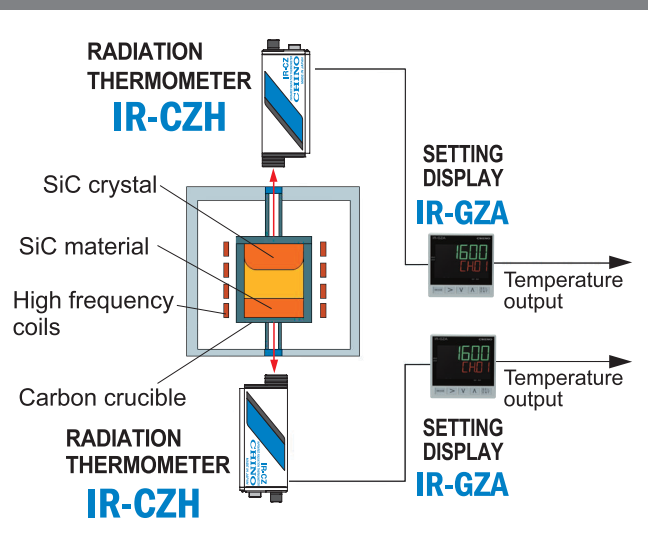 RADIATION
THERMOMETER
IR-CZH
IR-CZ
CHINO
SiC crystal
SiC material
High frequency
coils
Carbon crucible
SETTING
DISPLAY
IR-GZA
1600
CH01
Temperature
output
1600
CH01
Temperature
output
SETTING
DISPLAY
IR-GZA
RADIATION
THERMOMETER
IR-CZH
IR-CZ
CHINO